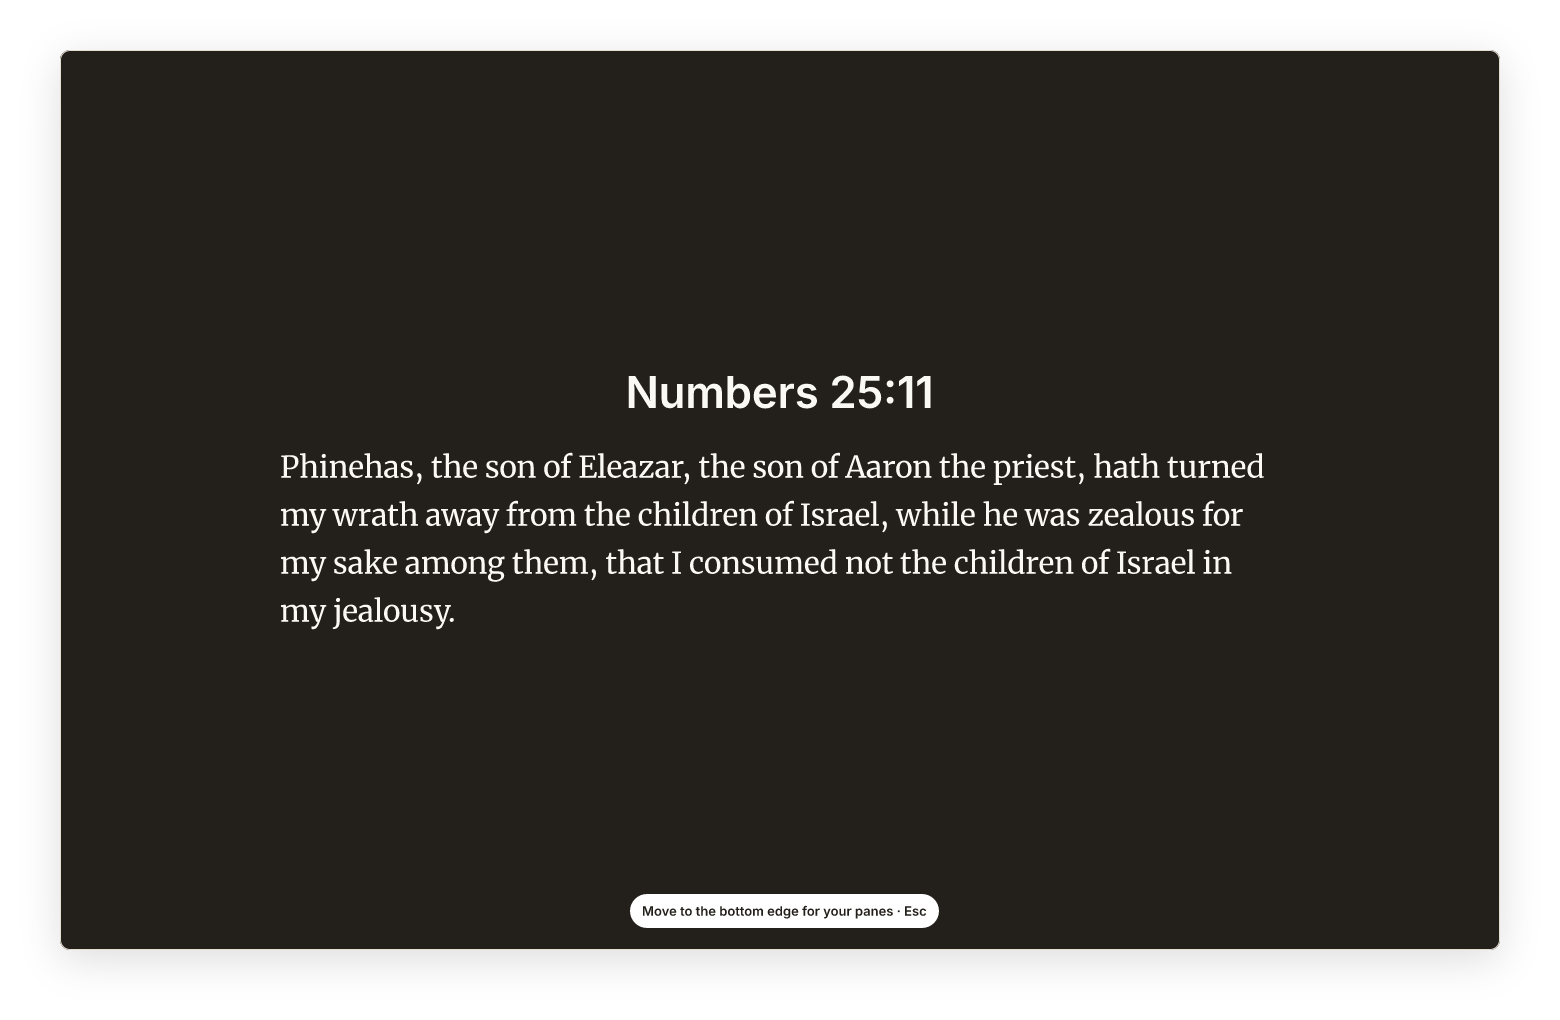 Numbers 25:11
Phinehas, the son of Eleazar, the son of Aaron the priest, hath turned
my wrath away from the children of Israel, while he was zealous for
my sake among them, that I consumed not the children of Israel in
my jealousy.
Move to the bottom edge for your panes · Esc